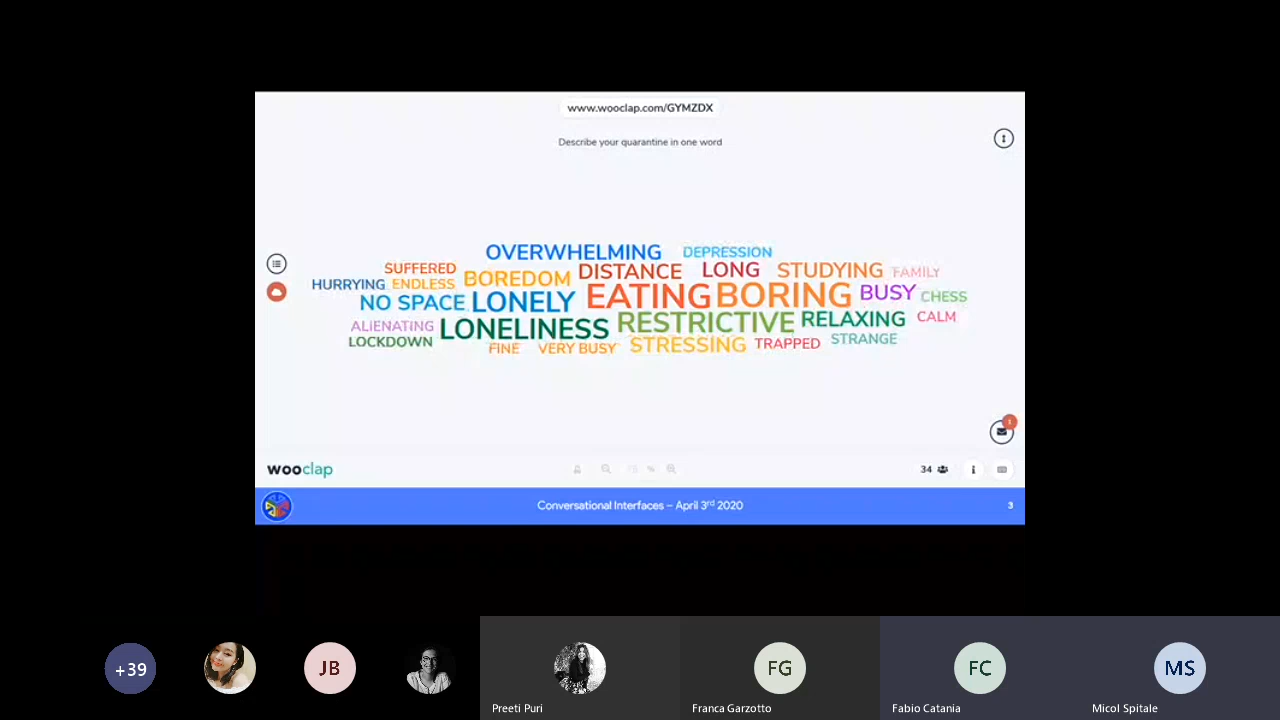 www.wooclap.com/GYMZDX
Describe your quarantine in one word
OVERWHELMING DEPRESSION
SUFFERED DISTANCE LONG STUDYING FAMILY
HURRYING ENDLESS BOREDOM
NO SPACE LONELY EATING BORING BUSY CHESS
ALIENATING LONELINESS RESTRICTIVE RELAXING CALM
LOCKDOWN FINE VERY BUSY STRESSING TRAPPED STRANGE
1
wooclap
34
Conversational Interfaces – April 3rd 2020
3
+39
JB
FG
FC
MS
Preeti Puri
Franca Garzotto
Fabio Catania
Micol Spitale